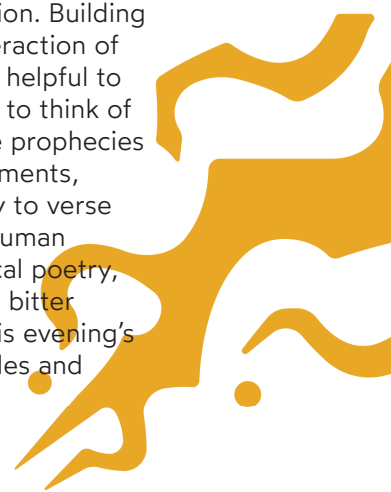 ion. Building
eraction of
helpful to
to think of
e prophecies
ments,
y to verse
uman
cal poetry,
bitter
is evening's
les and